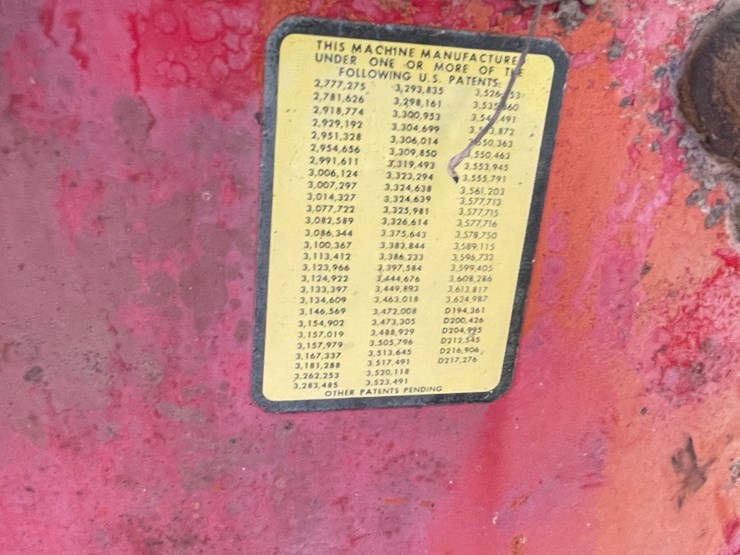 THIS MACHINE MANUFACTURED
UNDER ONE OR MORE OF THE
FOLLOWING U.S. PATENTS:
2,777,275 3,293,835
2,781,626 3,298,161
2,918,774 3,300,953
2,929,192 3,304,699
2,951,328 3,306,014
2,954,656 3,309,850 3,550,463
2,991,611 3,319,493 3,553,945
3,006,124 3,323,294 3,555,791
3,007,297 3,324,638 3,561,203
3,014,327 3,324,639 3,577,713
3,077,722 3,325,981 3,577,715
3,082,589 3,326,614 3,577,716
3,086,344 3,375,643 3,578,750
3,100,367 3,383,844 3,589,115
3,113,412 3,386,233 3,596,732
3,123,966 3,397,584 3,599,405
3,124,922 3,444,676 3,608,286
3,133,397 3,449,893 3,613,817
3,134,609 3,463,018 3,624,987
3,146,569 3,472,008 D194,361
3,154,902 3,473,305 D200,426
3,157,019 3,488,929 D204,995
3,157,979 3,505,796 D212,545
3,167,337 3,513,645 D216,906
3,181,288 3,517,491 D217,276
3,262,253 3,520,118
3,283,485 3,523,491
OTHER PATENTS PENDING